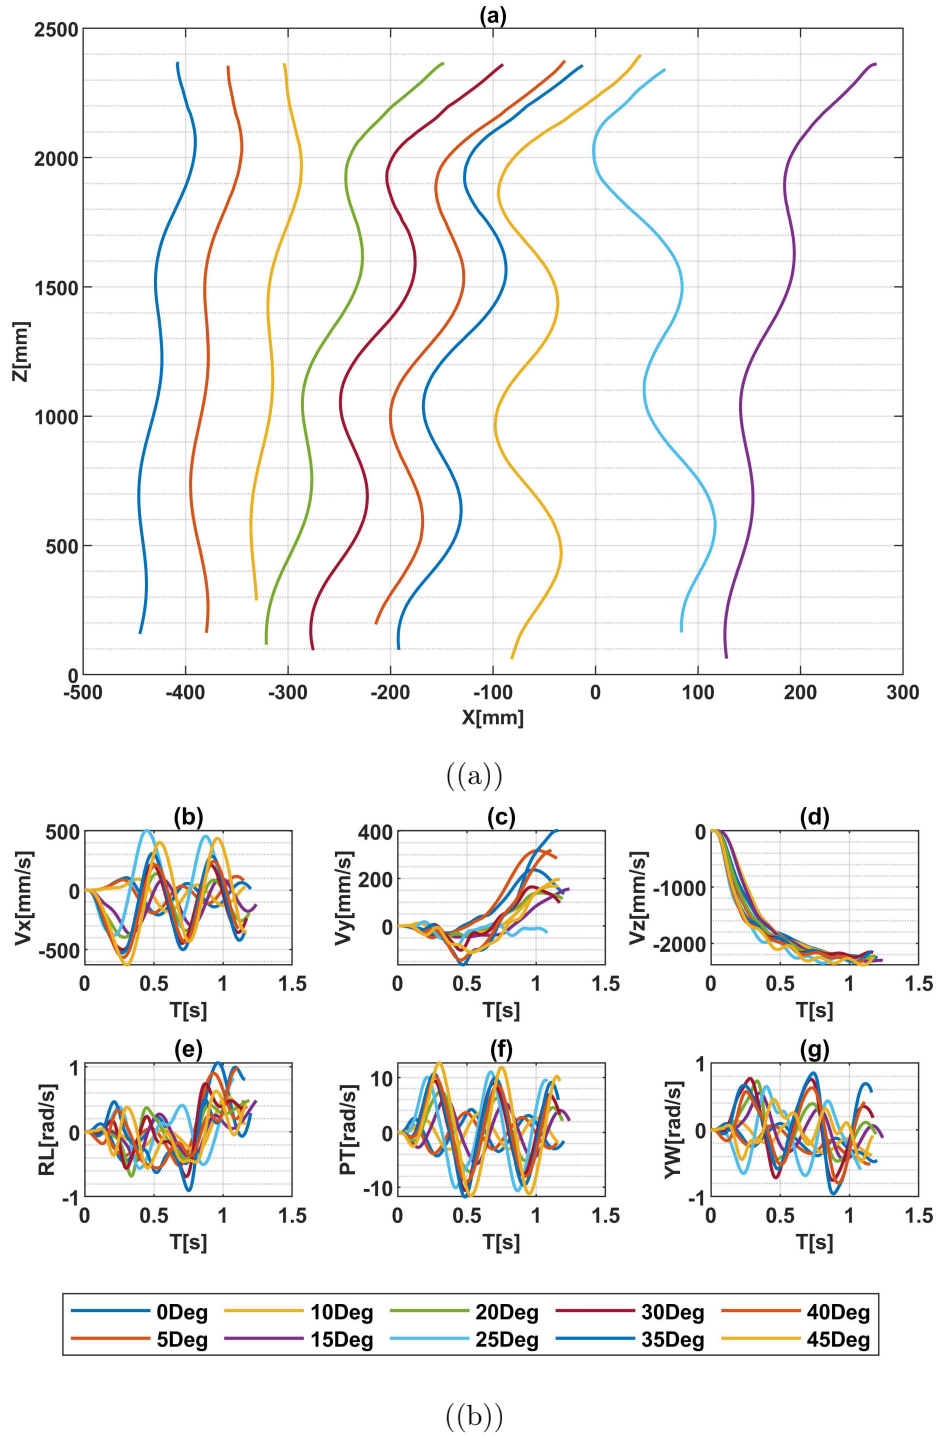 (a)
2500
2000
1500
1000
500
0
Z[mm]
-500 -400 -300 -200 -100 0 100 200 300
X[mm]
((a))
(b) (c) (d)
500
0
-500
Vx[mm/s]
0 0.5 1 1.5
T[s]
400
200
0
Vy[mm/s]
0 0.5 1 1.5
T[s]
0
-1000
-2000
Vz[mm/s]
0 0.5 1 1.5
T[s]
(e) (f) (g)
1
0
-1
RL[rad/s]
0 0.5 1 1.5
T[s]
10
0
-10
PT[rad/s]
0 0.5 1 1.5
T[s]
1
0
-1
YW[rad/s]
0 0.5 1 1.5
T[s]
0Deg 10Deg 20Deg 30Deg 40Deg
5Deg 15Deg 25Deg 35Deg 45Deg
((b))